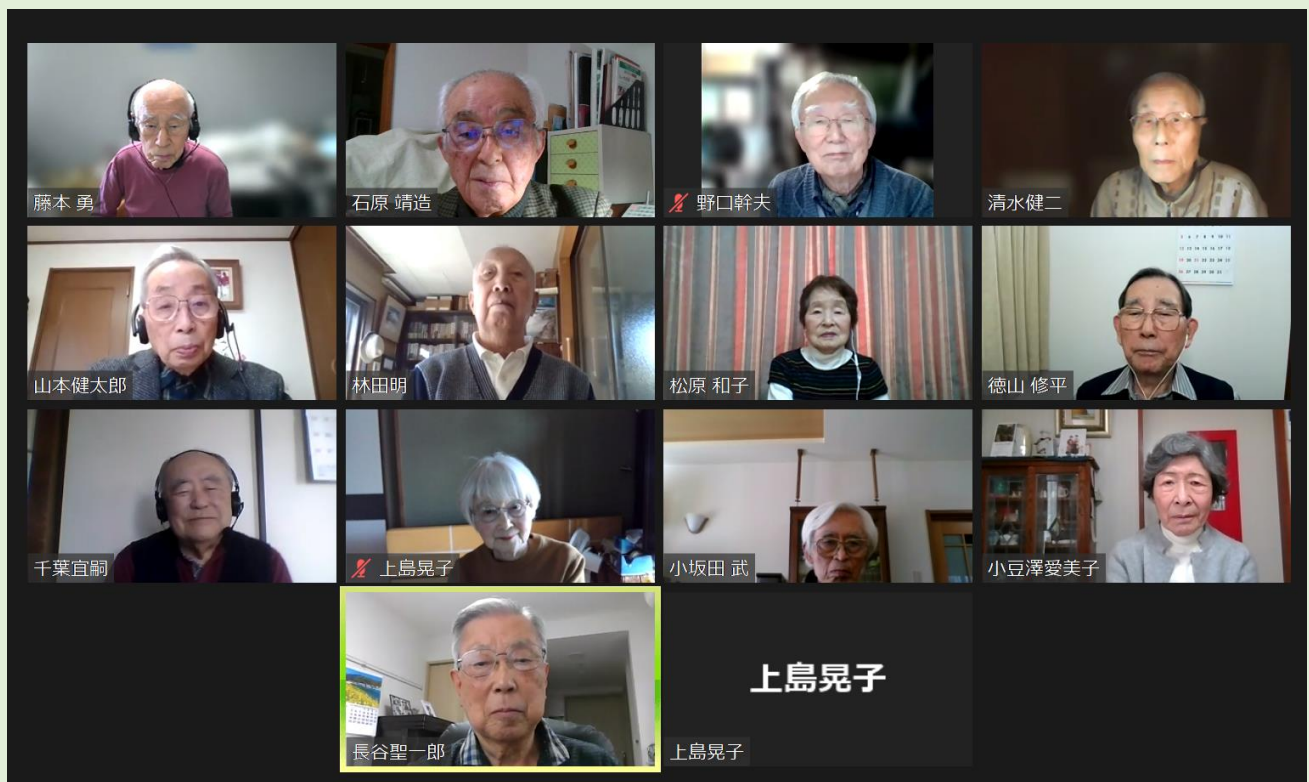 藤本 勇
石原 靖造
野口幹夫
清水健二
山本健太郎
林田明
松原 和子
徳山 修平
千葉宜嗣
上島晃子
小坂田 武
小豆澤愛美子
長谷聖一郎
上島晃子
上島晃子